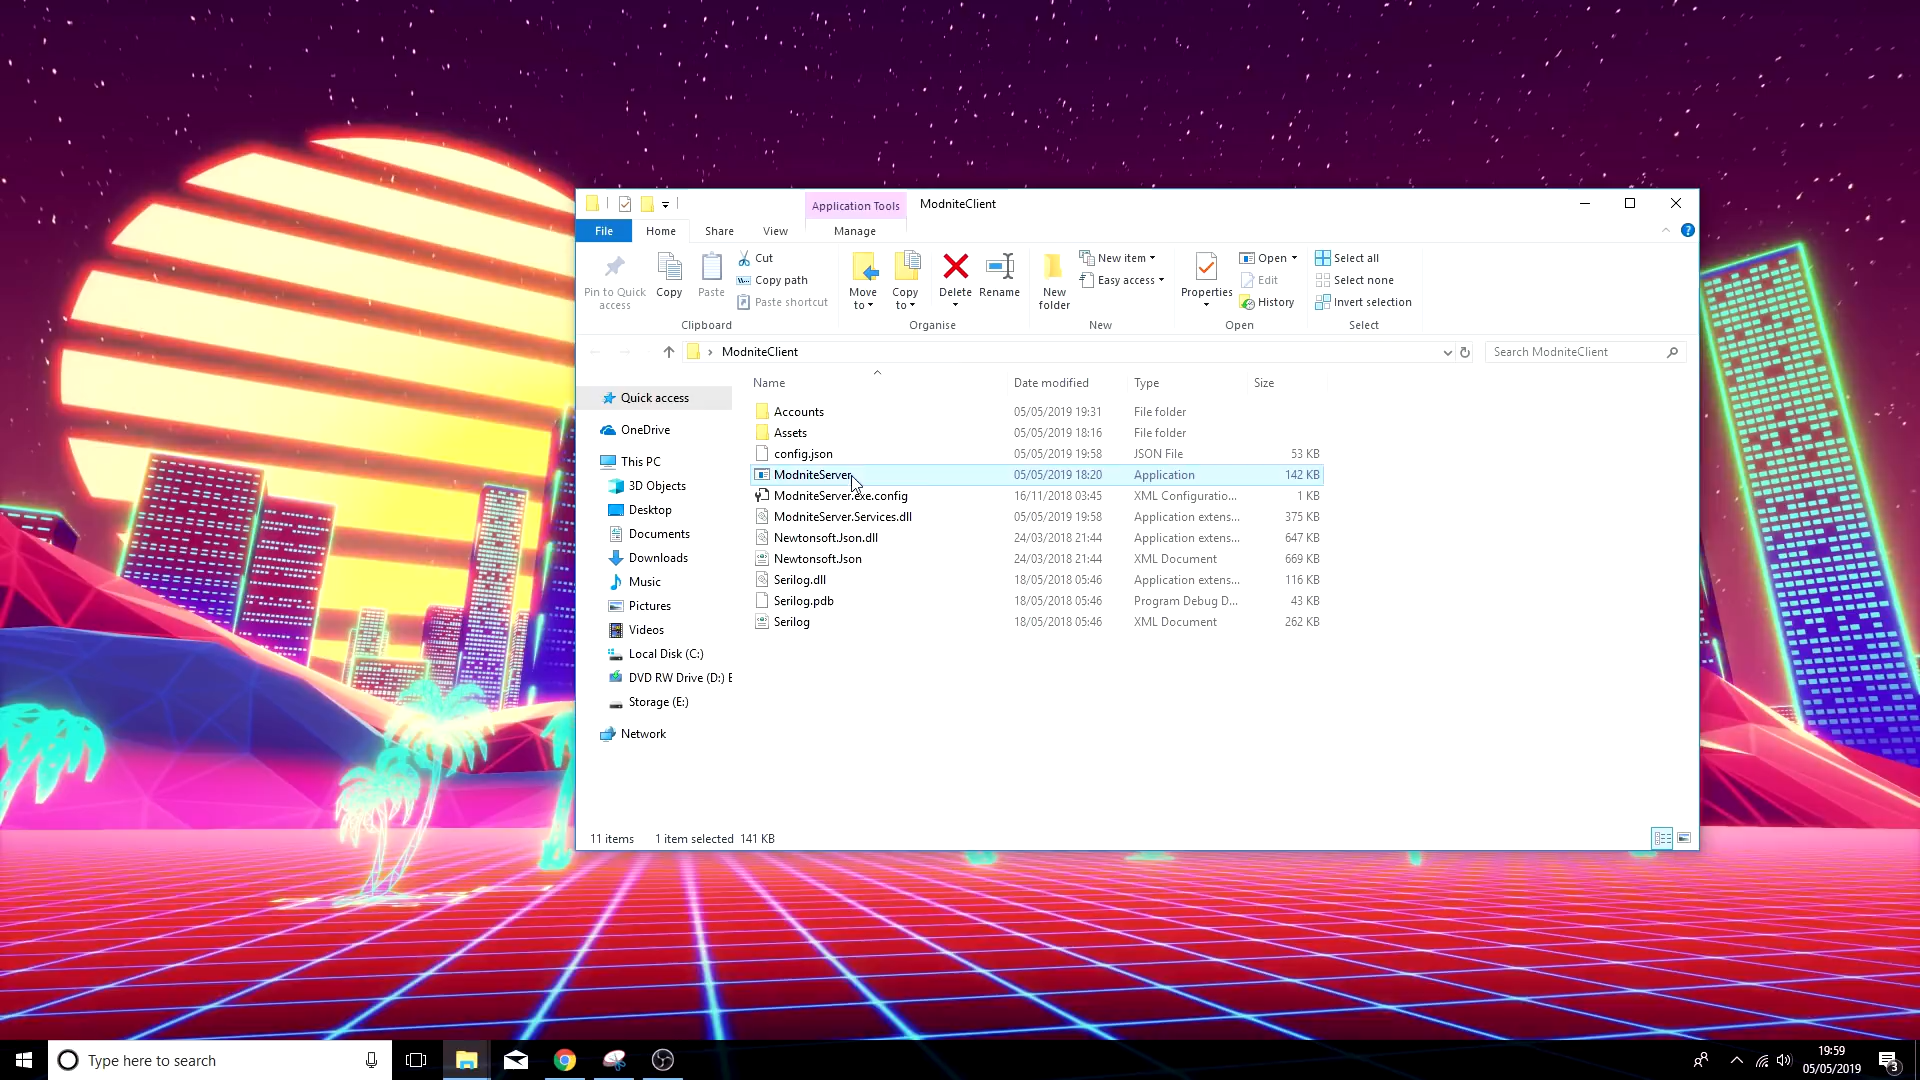 Application Tools
ModniteClient
File
Home
Share
View
Manage
Pin to Quick access
Copy
Paste
Cut
Copy path
Paste shortcut
Clipboard
Move to
Copy to
Delete
Rename
Organise
New folder
New item
Easy access
New
Properties
Open
Edit
History
Open
Select all
Select none
Invert selection
Select
ModniteClient
Search ModniteClient
Quick access
OneDrive
This PC
3D Objects
Desktop
Documents
Downloads
Music
Pictures
Videos
Local Disk (C:)
DVD RW Drive (D:) E
Storage (E:)
Network
Name Date modified Type Size
Accounts 05/05/2019 19:31 File folder
Assets 05/05/2019 18:16 File folder
config.json 05/05/2019 19:58 JSON File 53 KB
ModniteServer 05/05/2019 18:20 Application 142 KB
ModniteServer.exe.config 16/11/2018 03:45 XML Configuratio... 1 KB
ModniteServer.Services.dll 05/05/2019 19:58 Application extens... 375 KB
Newtonsoft.Json.dll 24/03/2018 21:44 Application extens... 647 KB
Newtonsoft.Json 24/03/2018 21:44 XML Document 669 KB
Serilog.dll 18/05/2018 05:46 Application extens... 116 KB
Serilog.pdb 18/05/2018 05:46 Program Debug D... 43 KB
Serilog 18/05/2018 05:46 XML Document 262 KB
11 items 1 item selected 141 KB
Type here to search
19:59
05/05/2019
3